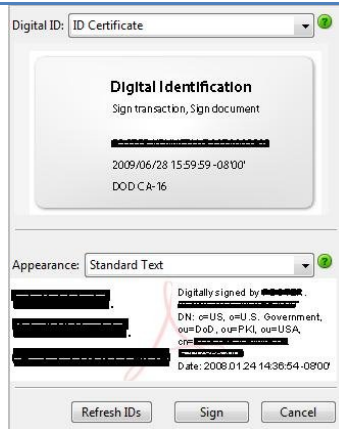 Digital ID: ID Certificate
Digital Identification
Sign transaction, Sign document
2009/06/28 15:59:59 -08'00'
DOD CA-16
Appearance: Standard Text
Digitally signed by
DN: c=US, o=U.S. Government,
ou=DoD, ou=PKI, ou=USA,
cn=
Date: 2008.01.24 14:36:54 -08'00'
Refresh IDs Sign Cancel